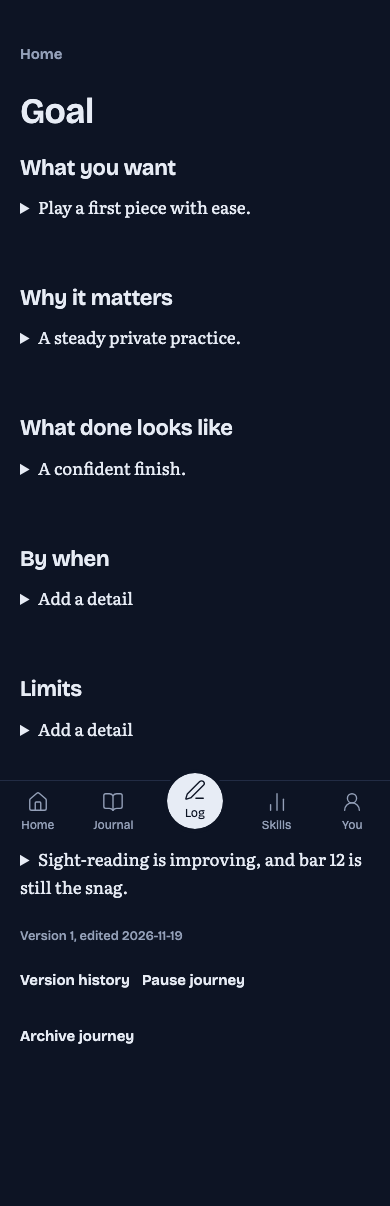 Home
Goal
What you want
Play a first piece with ease.
Why it matters
A steady private practice.
What done looks like
A confident finish.
By when
Add a detail
Limits
Add a detail
Home
Journal
Log
Skills
You
Sight-reading is improving, and bar 12 is
still the snag.
Version 1, edited 2026-11-19
Version history Pause journey
Archive journey